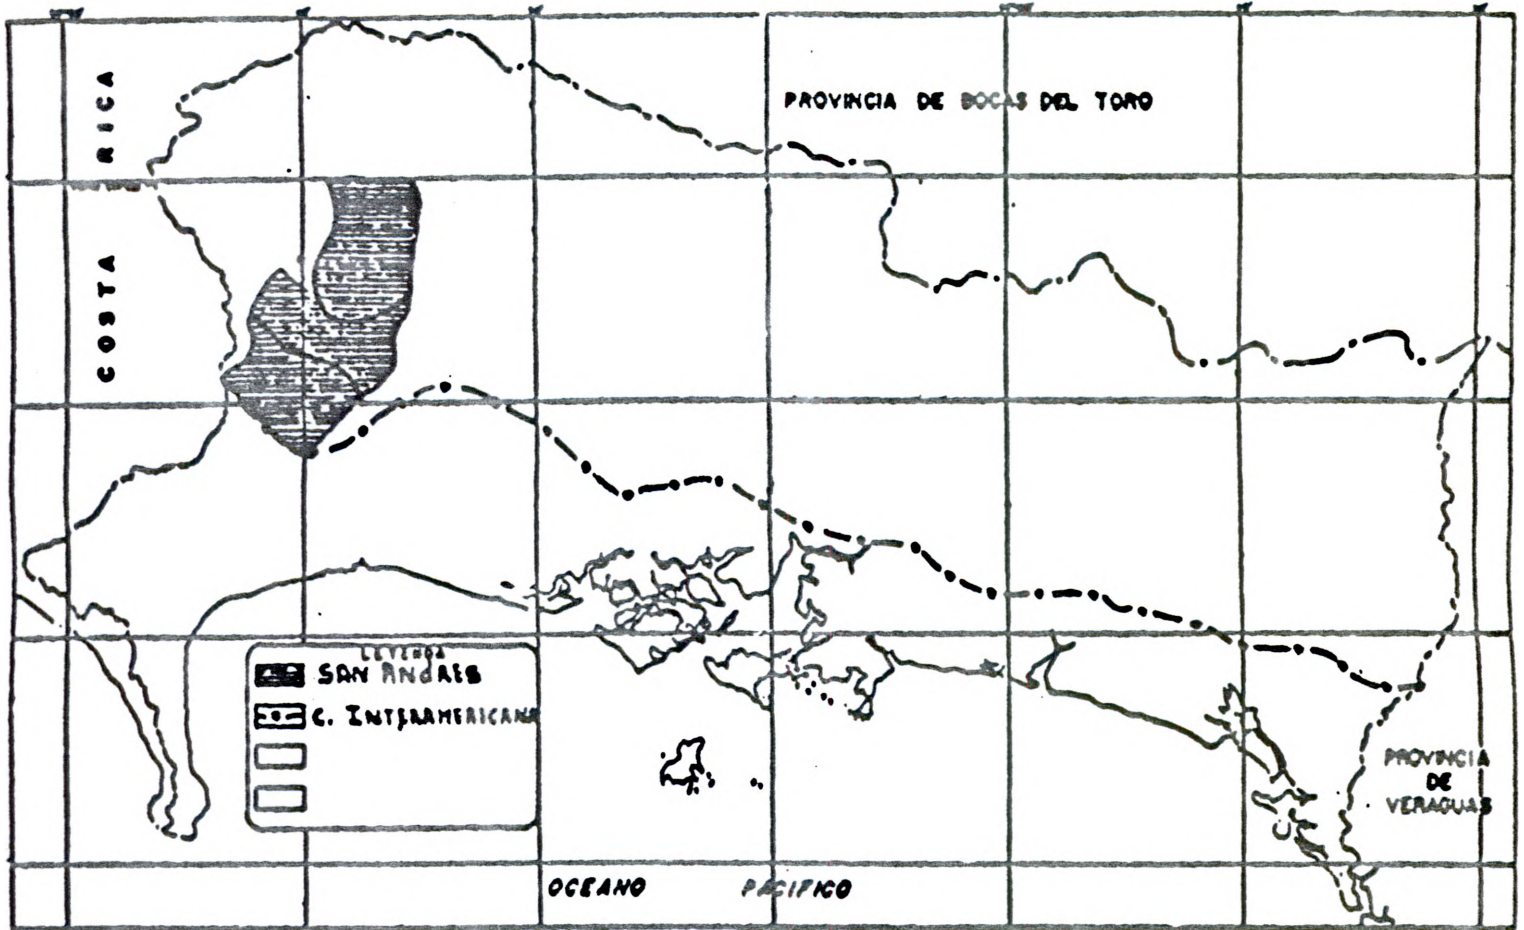 PROVINCIA DE BOCAS DEL TORO
RICA
COSTA
LEYENDA
SAN ANDRES
C. INTERAMERICANA
PROVINCIA
DE
VERAGUAS
OCEANO PACIFICO